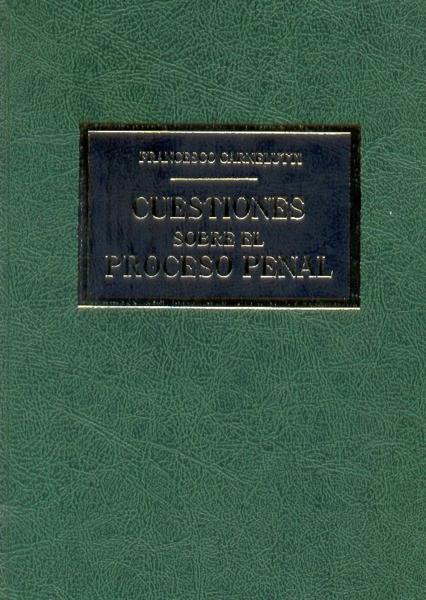 FRANCESCO CARNELUTTI
CUESTIONES
SOBRE EL
PROCESO PENAL